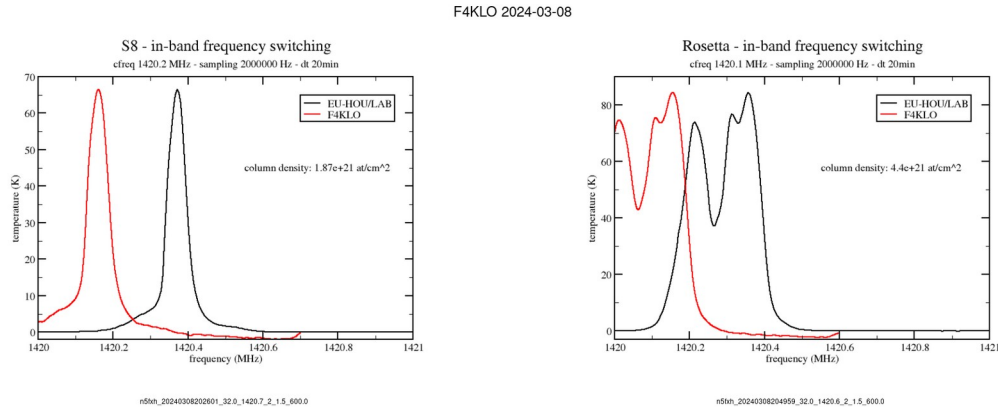 F4KLO 2024-03-08
S8 - in-band frequency switching
cfreq 1420.2 MHz - sampling 2000000 Hz - dt 20min
70
60
50
40
30
20
10
0
temperature (K)
EU-HOU/LAB
F4KLO
column density: 1.87e+21 at/cm^2
1420
1420.2
1420.4
1420.6
1420.8
1421
frequency (MHz)
n5fxh_20240308202601_32.0_1420.7_2_1.5_600.0
Rosetta - in-band frequency switching
cfreq 1420.1 MHz - sampling 2000000 Hz - dt 20min
80
60
40
20
0
temperature (K)
EU-HOU/LAB
F4KLO
column density: 4.4e+21 at/cm^2
1420
1420.2
1420.4
1420.6
1420.8
1421
frequency (MHz)
n5fxh_20240308204959_32.0_1420.6_2_1.5_600.0